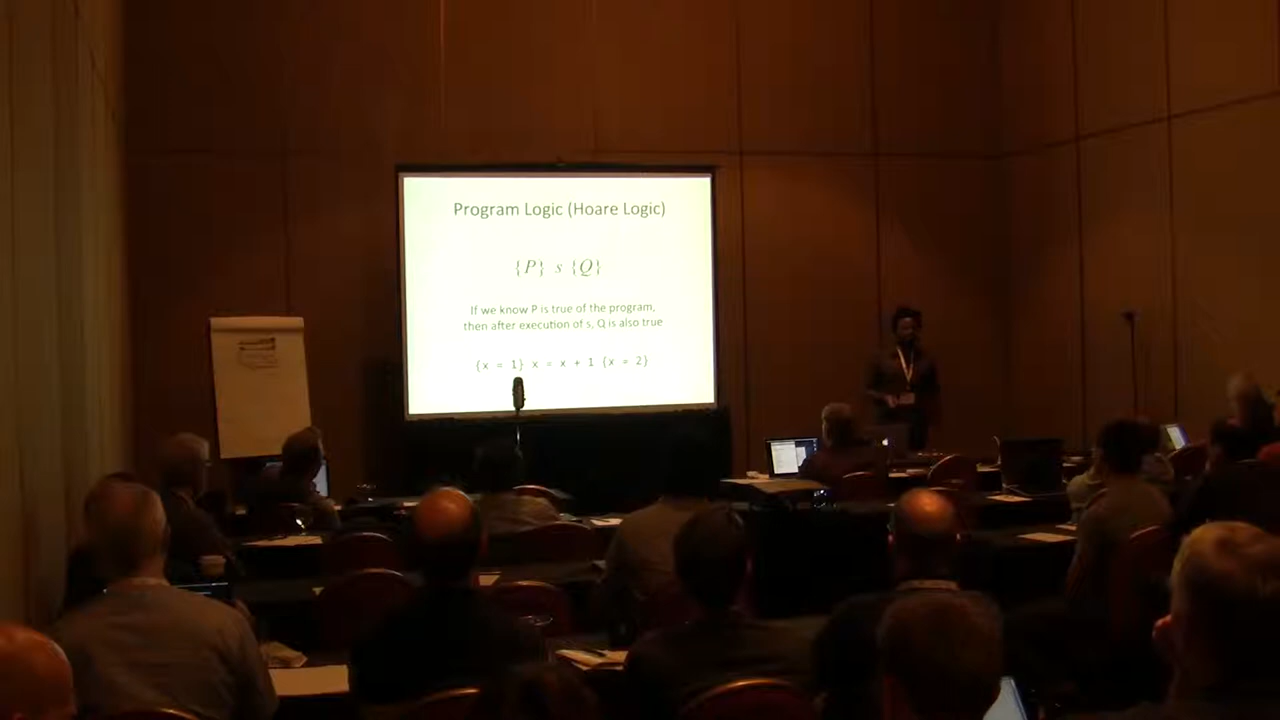 Program Logic (Hoare Logic)
{P} s {Q}
If we know P is true of the program,
then after execution of s, Q is also true
{x = 1} x = x + 1 {x = 2}